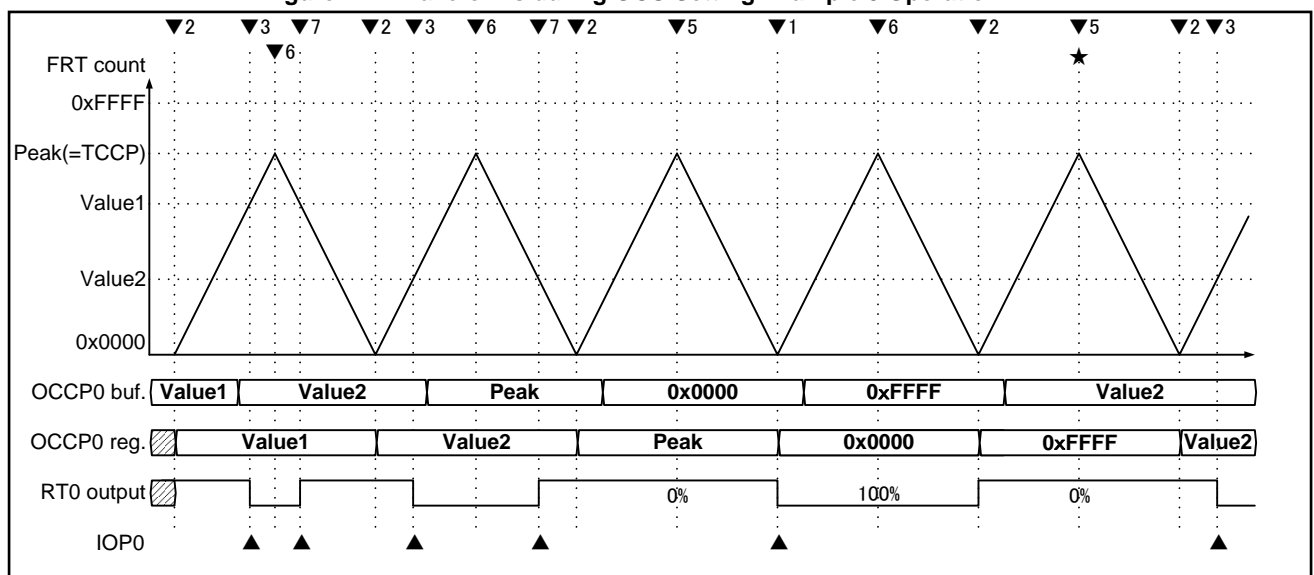 ▼2 ▼3 ▼7 ▼2 ▼3 ▼6 ▼7 ▼2 ▼5 ▼1 ▼6 ▼2 ▼5 ▼2 ▼3
▼6 ★
FRT count
0xFFFF
Peak(=TCCP)
Value1
Value2
0x0000
OCCP0 buf. Value1 Value2 Peak 0x0000 0xFFFF Value2
OCCP0 reg. Value1 Value2 Peak 0x0000 0xFFFF Value2
RT0 output 0% 100% 0%
IOP0 ▲ ▲ ▲ ▲ ▲ ▲